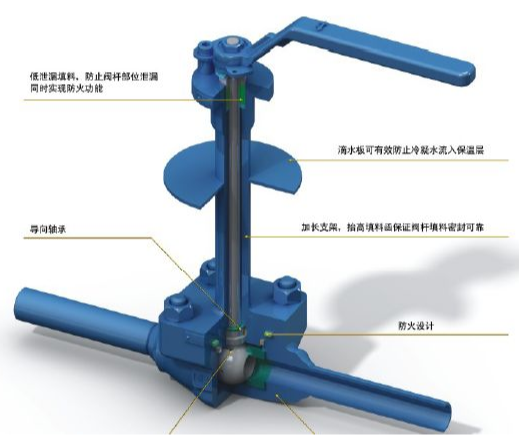 低泄漏填料，防止阀杆部位泄漏
同时实现防火功能
滴水板可有效防止冷凝水流入保温层
导向轴承
加长支架，抬高填料函保证阀杆填料密封可靠
防火设计